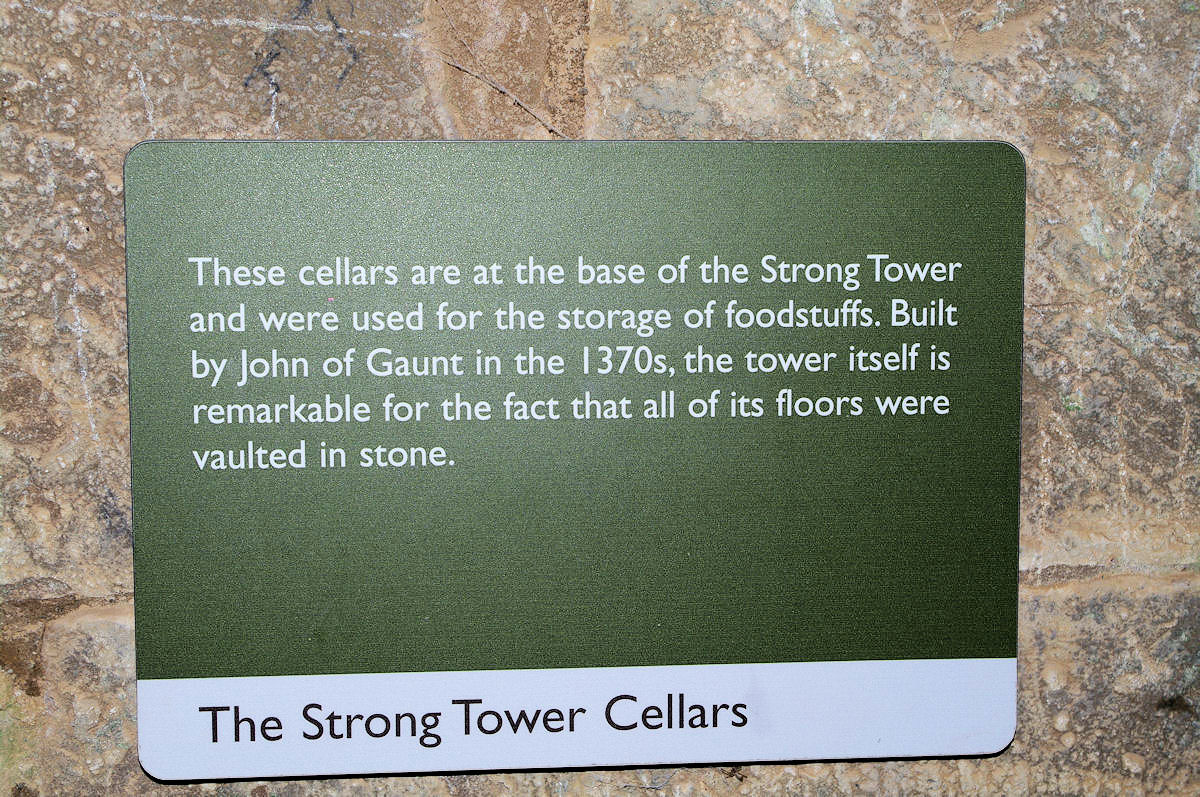 These cellars are at the base of the Strong Tower
and were used for the storage of foodstuffs. Built
by John of Gaunt in the 1370s, the tower itself is
remarkable for the fact that all of its floors were
vaulted in stone.
The Strong Tower Cellars